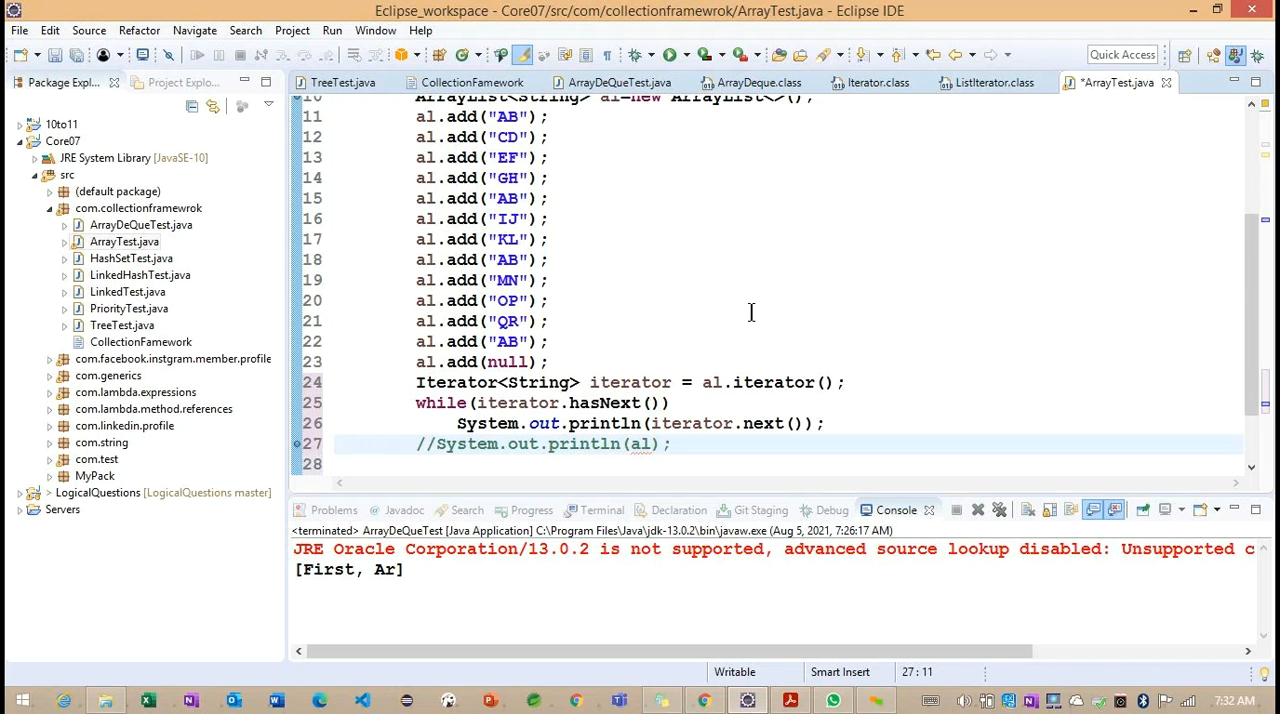 Eclipse_workspace - Core07/src/com/collectionframewrok/ArrayTest.java - Eclipse IDE
File Edit Source Refactor Navigate Search Project Run Window Help
Quick Access
Package Expl... Project Explo...
TreeTest.java CollectionFamework ArrayDeQueTest.java ArrayDeque.class Iterator.class ListIterator.class *ArrayTest.java
10to11
Core07
JRE System Library [JavaSE-10]
src
(default package)
com.collectionframewrok
ArrayDeQueTest.java
ArrayTest.java
HashSetTest.java
LinkedHashTest.java
LinkedTest.java
PriorityTest.java
TreeTest.java
CollectionFamework
com.facebook.instgram.member.profile
com.generics
com.lambda.expressions
com.lambda.method.references
com.linkedin.profile
com.string
com.test
MyPack
> LogicalQuestions [LogicalQuestions master]
Servers
10 ArrayList<String> al=new ArrayList<>();
11 al.add("AB");
12 al.add("CD");
13 al.add("EF");
14 al.add("GH");
15 al.add("AB");
16 al.add("IJ");
17 al.add("KL");
18 al.add("AB");
19 al.add("MN");
20 al.add("OP");
21 al.add("QR");
22 al.add("AB");
23 al.add(null);
24 Iterator<String> iterator = al.iterator();
25 while(iterator.hasNext())
26 System.out.println(iterator.next());
27 //System.out.println(al);
28
Problems Javadoc Search Progress Terminal Declaration Git Staging Debug Console
<terminated> ArrayDeQueTest [Java Application] C:\Program Files\Java\jdk-13.0.2\bin\javaw.exe (Aug 5, 2021, 7:26:17 AM)
JRE Oracle Corporation/13.0.2 is not supported, advanced source lookup disabled: Unsupported c
[First, Ar]
Writable Smart Insert 27 : 11
7:32 AM